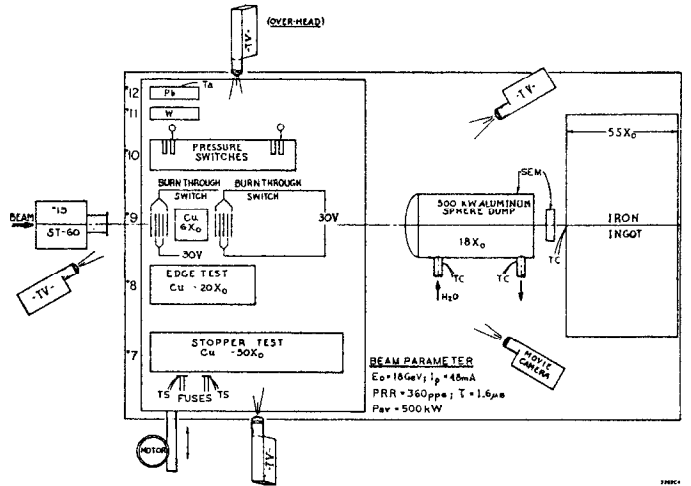 -TV-
(OVER-HEAD)
*12
Pb
Ta
*11
W
*10
PRESSURE
SWITCHES
-TV-
55X₀
BURN THROUGH
SWITCH
BURN THROUGH
SWITCH
SEM
500 KW ALUMINUM
SPHERE DUMP
18X₀
IRON
INGOT
BEAM
ST-60
*9
Cu
6X₀
30V
30V
TC
TC
TC
H₂O
-TV-
*8
EDGE TEST
Cu -20X₀
*7
STOPPER TEST
Cu -30X₀
TS
FUSES
TS
MOTOR
-TV-
MOVIE
CAMERA
BEAM PARAMETER
E₀=18GeV; Iₚ=48mA
PRR=360pps; τ=1.6μs
Pav=500kW